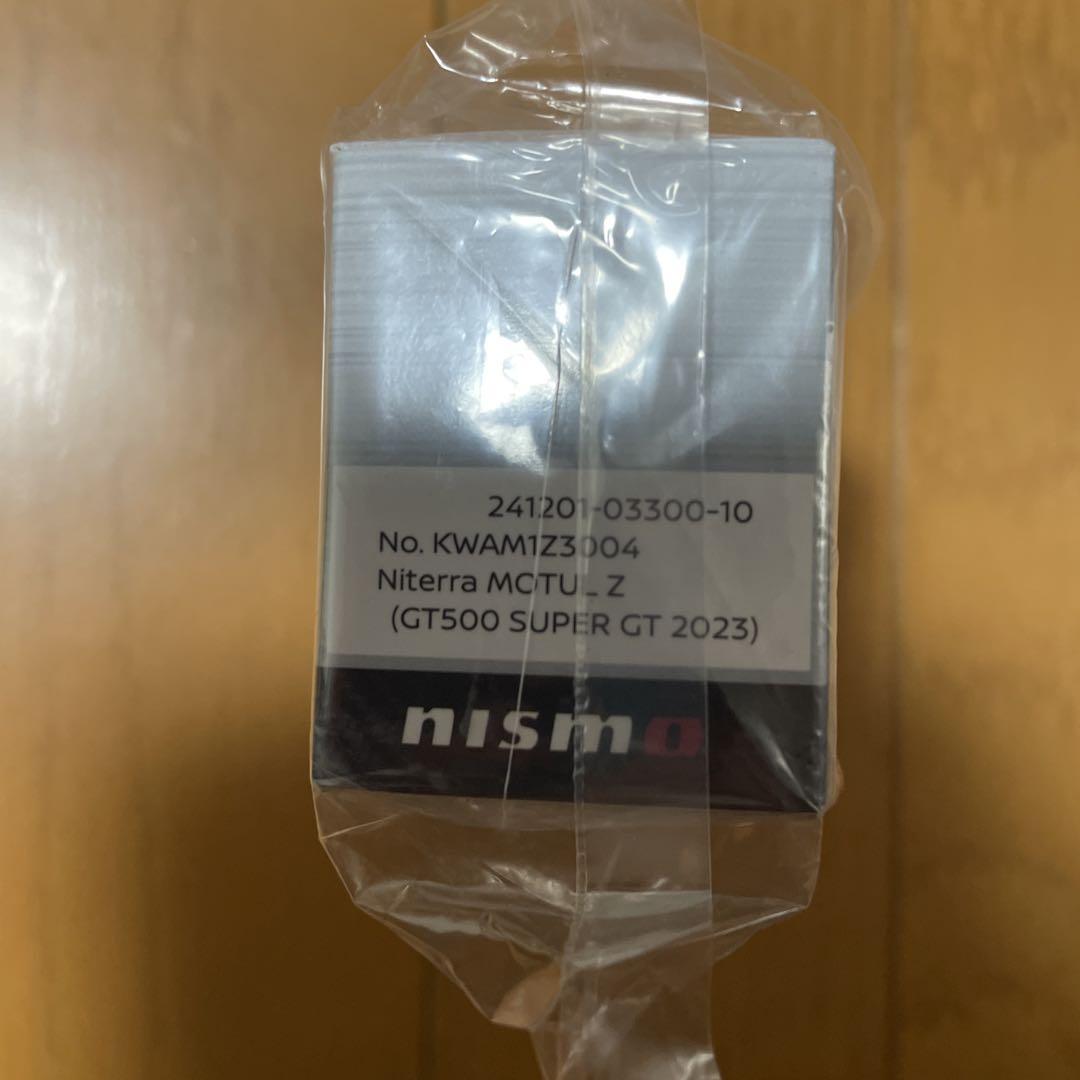 241201-03300-10
No. KWAM1Z3004
Niterra MOTUL Z
(GT500 SUPER GT 2023)
nismo